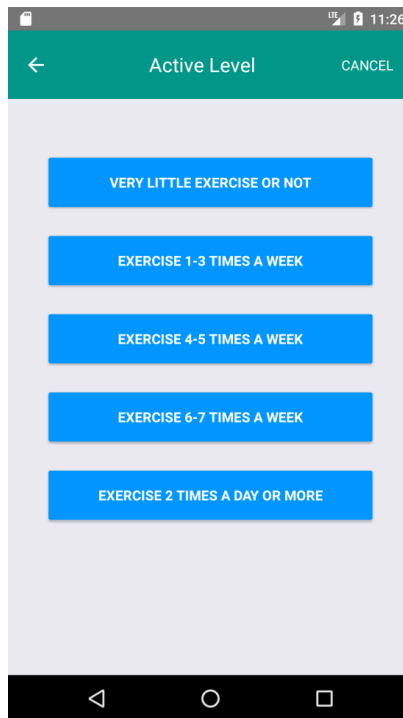 LTE 11:26
Active Level
CANCEL
VERY LITTLE EXERCISE OR NOT
EXERCISE 1-3 TIMES A WEEK
EXERCISE 4-5 TIMES A WEEK
EXERCISE 6-7 TIMES A WEEK
EXERCISE 2 TIMES A DAY OR MORE